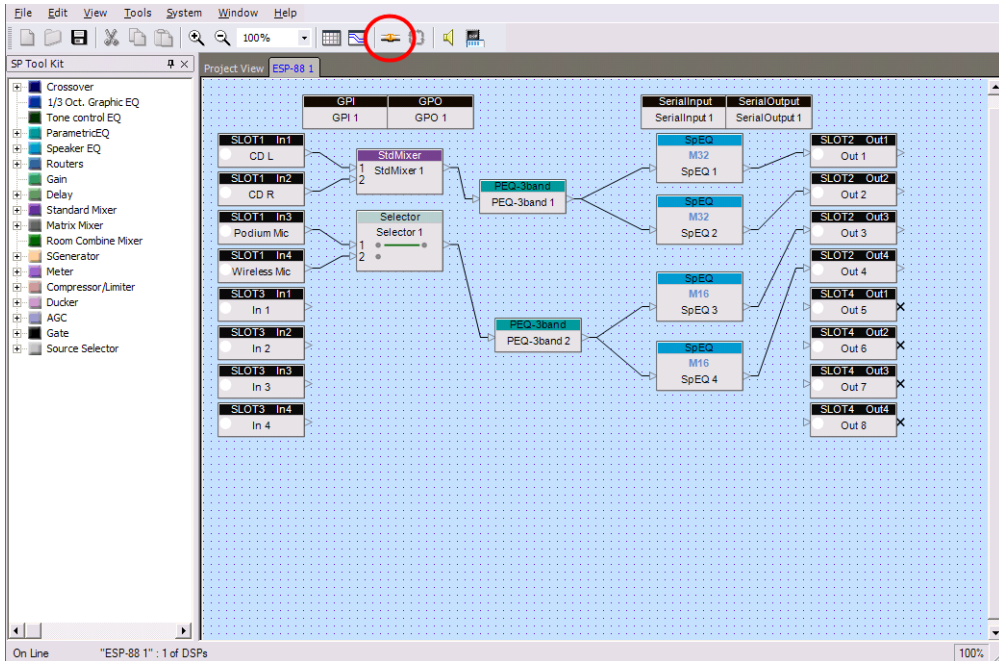 File Edit View Tools System Window Help
100%
SP Tool Kit
Project View ESP-88 1
Crossover
1/3 Oct. Graphic EQ
Tone control EQ
ParametricEQ
Speaker EQ
Routers
Gain
Delay
Standard Mixer
Matrix Mixer
Room Combine Mixer
SGenerator
Meter
Compressor/Limiter
Ducker
AGC
Gate
Source Selector
GPI GPO
GPI 1 GPO 1
SerialInput SerialOutput
SerialInput 1 SerialOutput 1
SLOT1 In1
CD L
SLOT1 In2
CD R
SLOT1 In3
Podium Mic
SLOT1 In4
Wireless Mic
SLOT3 In1
In 1
SLOT3 In2
In 2
SLOT3 In3
In 3
SLOT3 In4
In 4
StdMixer
1 StdMixer 1
2
Selector
Selector 1
1
2
PEQ-3band
PEQ-3band 1
PEQ-3band
PEQ-3band 2
SpEQ
M32
SpEQ 1
SpEQ
M32
SpEQ 2
SpEQ
M16
SpEQ 3
SpEQ
M16
SpEQ 4
SLOT2 Out1
Out 1
SLOT2 Out2
Out 2
SLOT2 Out3
Out 3
SLOT2 Out4
Out 4
SLOT4 Out1
Out 5
SLOT4 Out2
Out 6
SLOT4 Out3
Out 7
SLOT4 Out4
Out 8
On Line "ESP-88 1" : 1 of DSPs 100%